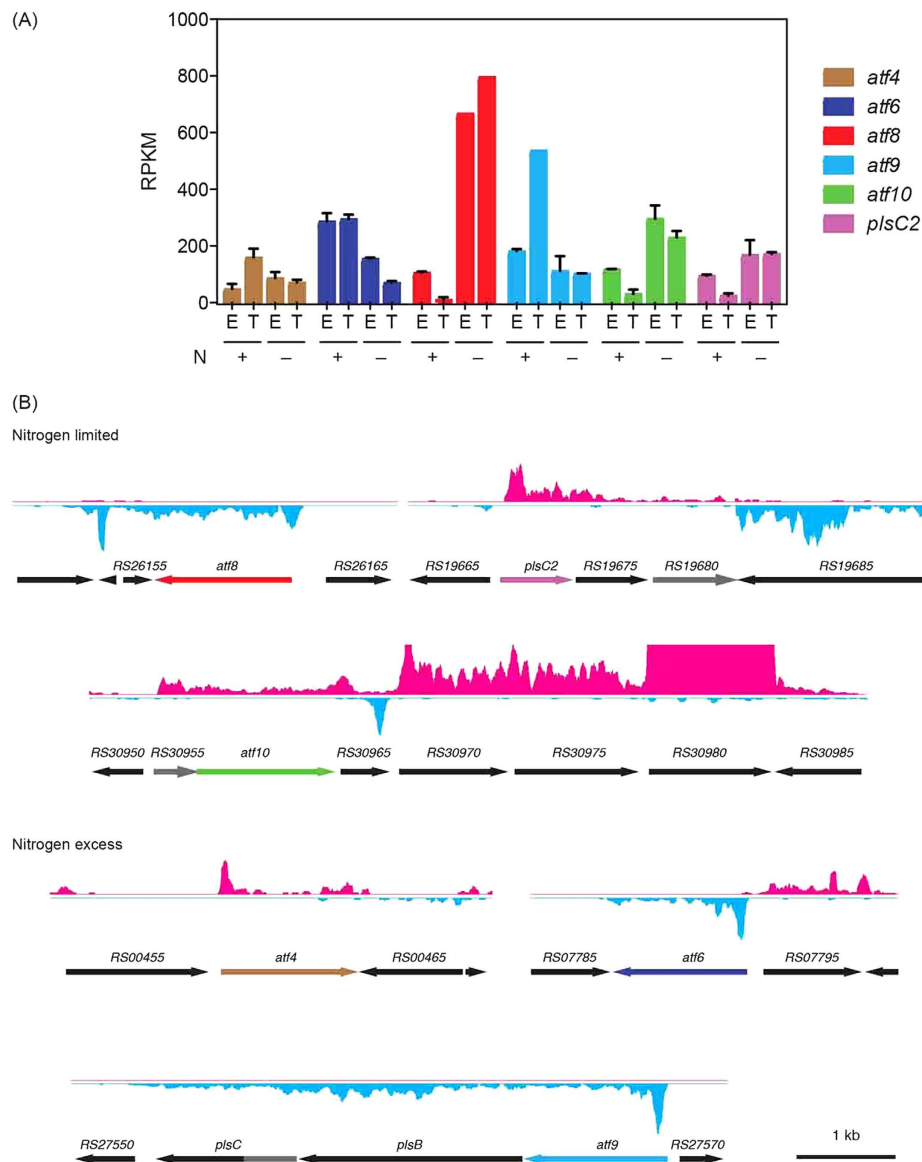 (A)
1000
800
600
400
200
0
RPKM
E T E T E T E T E T E T E T E T E T E T E T E T
N + – + – + – + – + – + –
atf4
atf6
atf8
atf9
atf10
plsC2
(B)
Nitrogen limited
RS26155 atf8 RS26165 RS19665 plsC2 RS19675 RS19680 RS19685
RS30950 RS30955 atf10 RS30965 RS30970 RS30975 RS30980 RS30985
Nitrogen excess
RS00455 atf4 RS00465 RS07785 atf6 RS07795
RS27550 plsC plsB atf9 RS27570
1 kb